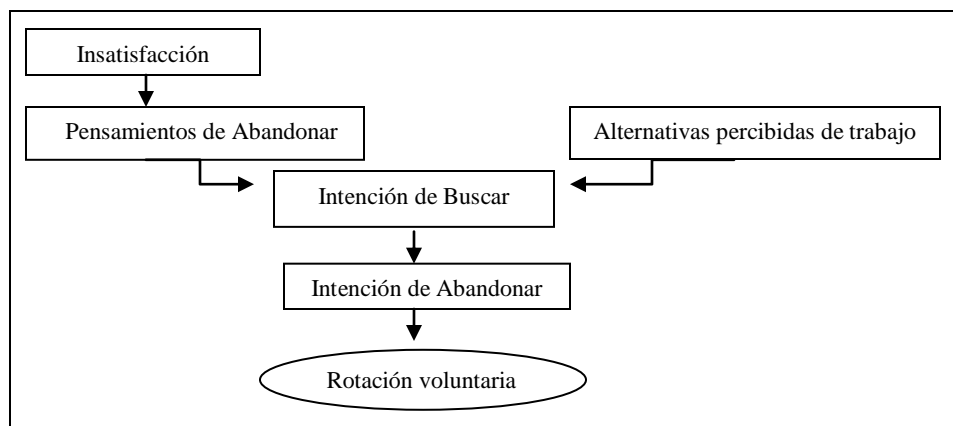 Insatisfacción
Pensamientos de Abandonar
Alternativas percibidas de trabajo
Intención de Buscar
Intención de Abandonar
Rotación voluntaria